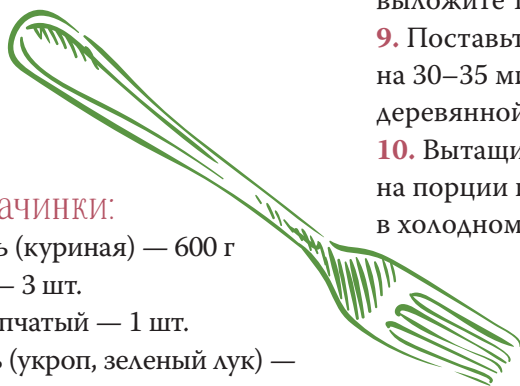 ачинки:
ь (куриная) — 600 г
— 3 шт.
пчатый — 1 шт.
ь (укроп, зеленый лук) —
выложите
9. Поставьт
на 30–35 ми
деревянной
10. Вытащи
на порции
в холодном